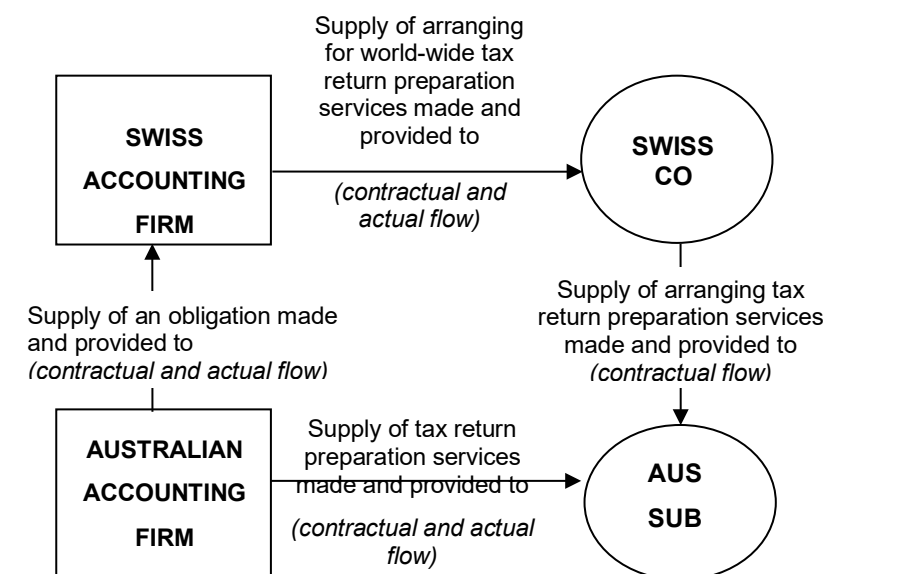 Supply of arranging
for world-wide tax
return preparation
services made and
provided to
SWISS
ACCOUNTING
FIRM
(contractual and
actual flow)
SWISS
CO
Supply of an obligation made
and provided to
(contractual and actual flow)
Supply of arranging tax
return preparation services
made and provided to
(contractual flow)
AUSTRALIAN
ACCOUNTING
FIRM
Supply of tax return
preparation services
made and provided to
(contractual and actual
flow)
AUS
SUB